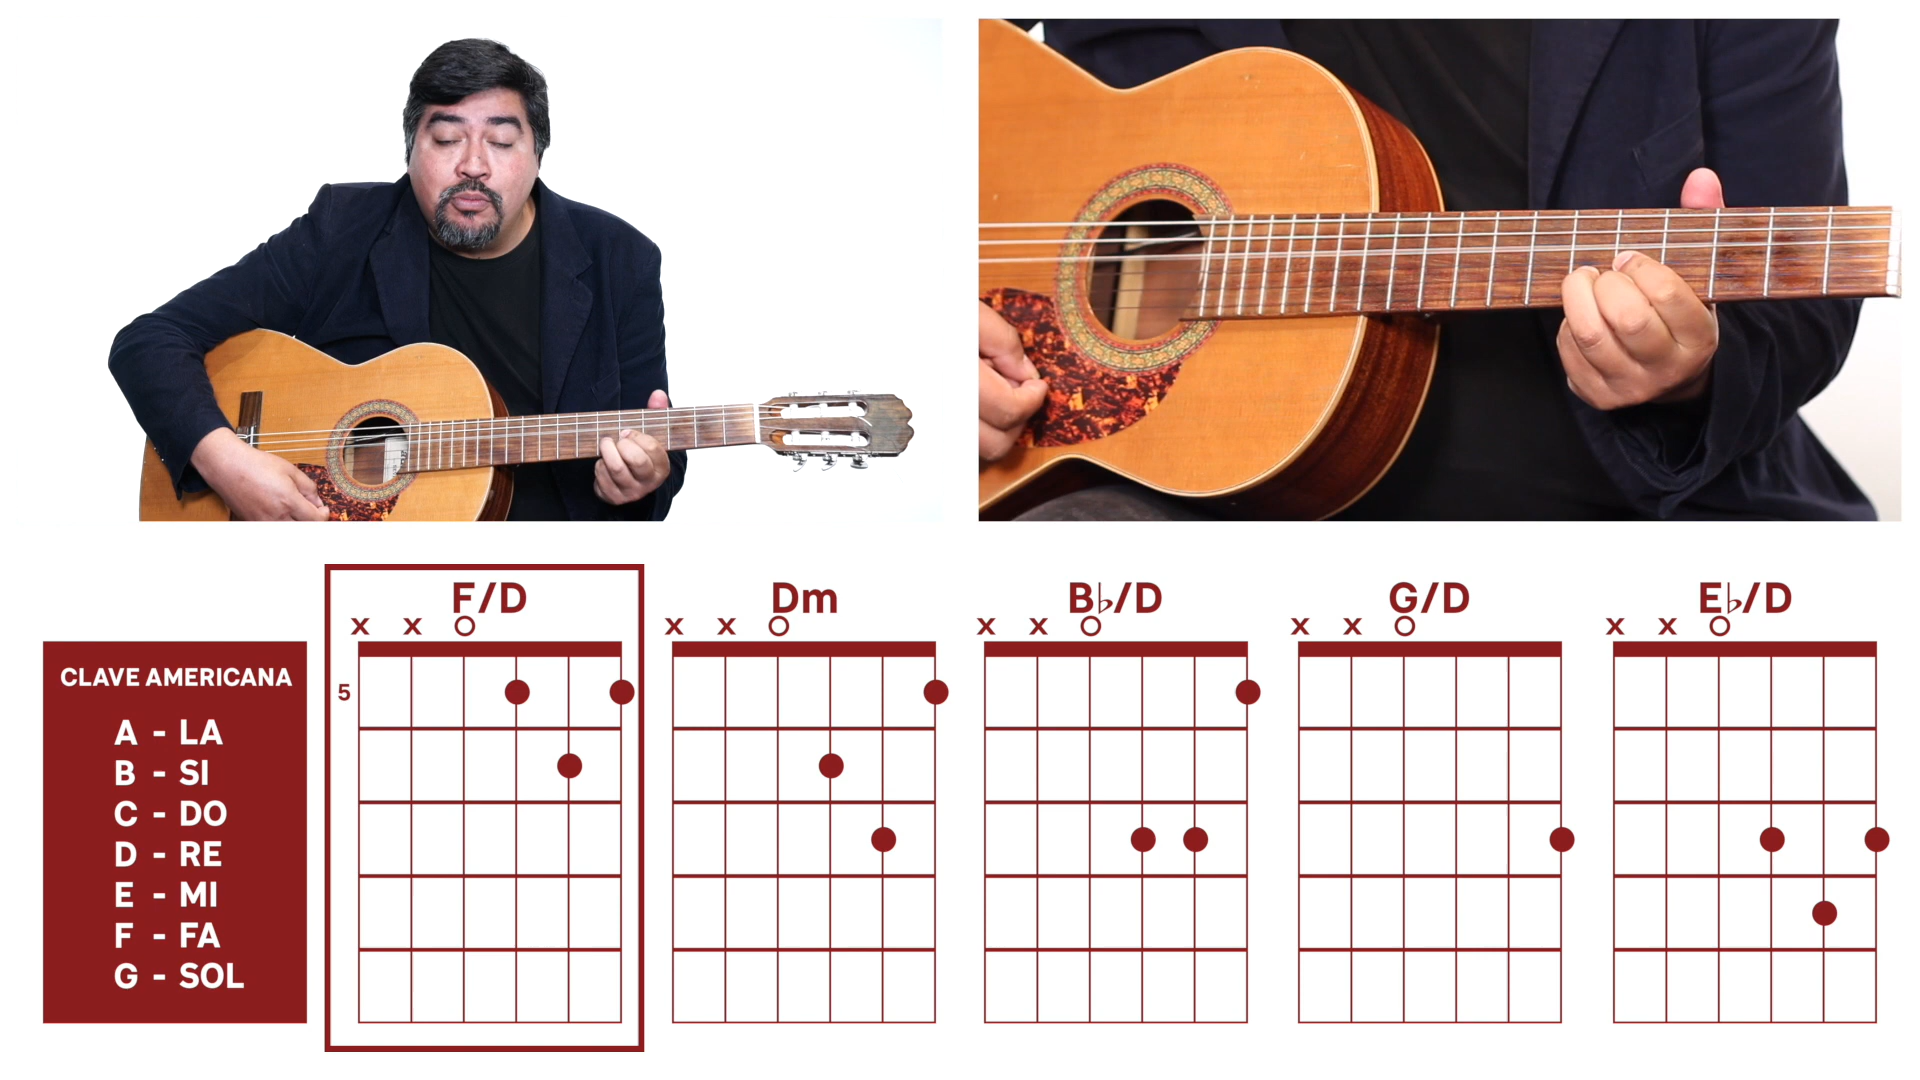 F/D
x x O
5
Dm
x x O
B♭/D
x x O
G/D
x x O
E♭/D
x x O
CLAVE AMERICANA
A - LA
B - SI
C - DO
D - RE
E - MI
F - FA
G - SOL